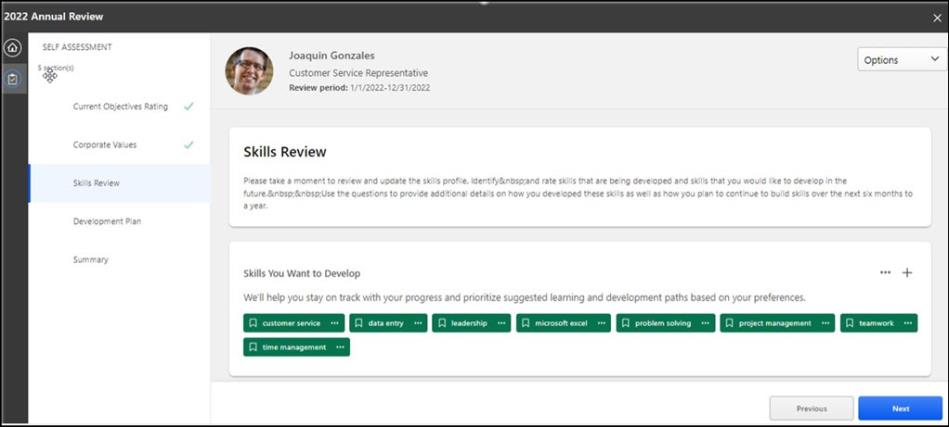 2022 Annual Review
SELF ASSESSMENT
5 section(s)
Current Objectives Rating
Corporate Values
Skills Review
Development Plan
Summary
Joaquin Gonzales
Customer Service Representative
Review period: 1/1/2022-12/31/2022
Options
Skills Review
Please take a moment to review and update the skills profile. Identify&nbsp;and rate skills that are being developed and skills that you would like to develop in the
future.&nbsp;&nbsp;Use the questions to provide additional details on how you developed these skills as well as how you plan to continue to build skills over the next six months to
a year.
Skills You Want to Develop
We'll help you stay on track with your progress and prioritize suggested learning and development paths based on your preferences.
customer service ··· data entry ··· leadership ··· microsoft excel ··· problem solving ··· project management ··· teamwork ···
time management ···
Previous Next